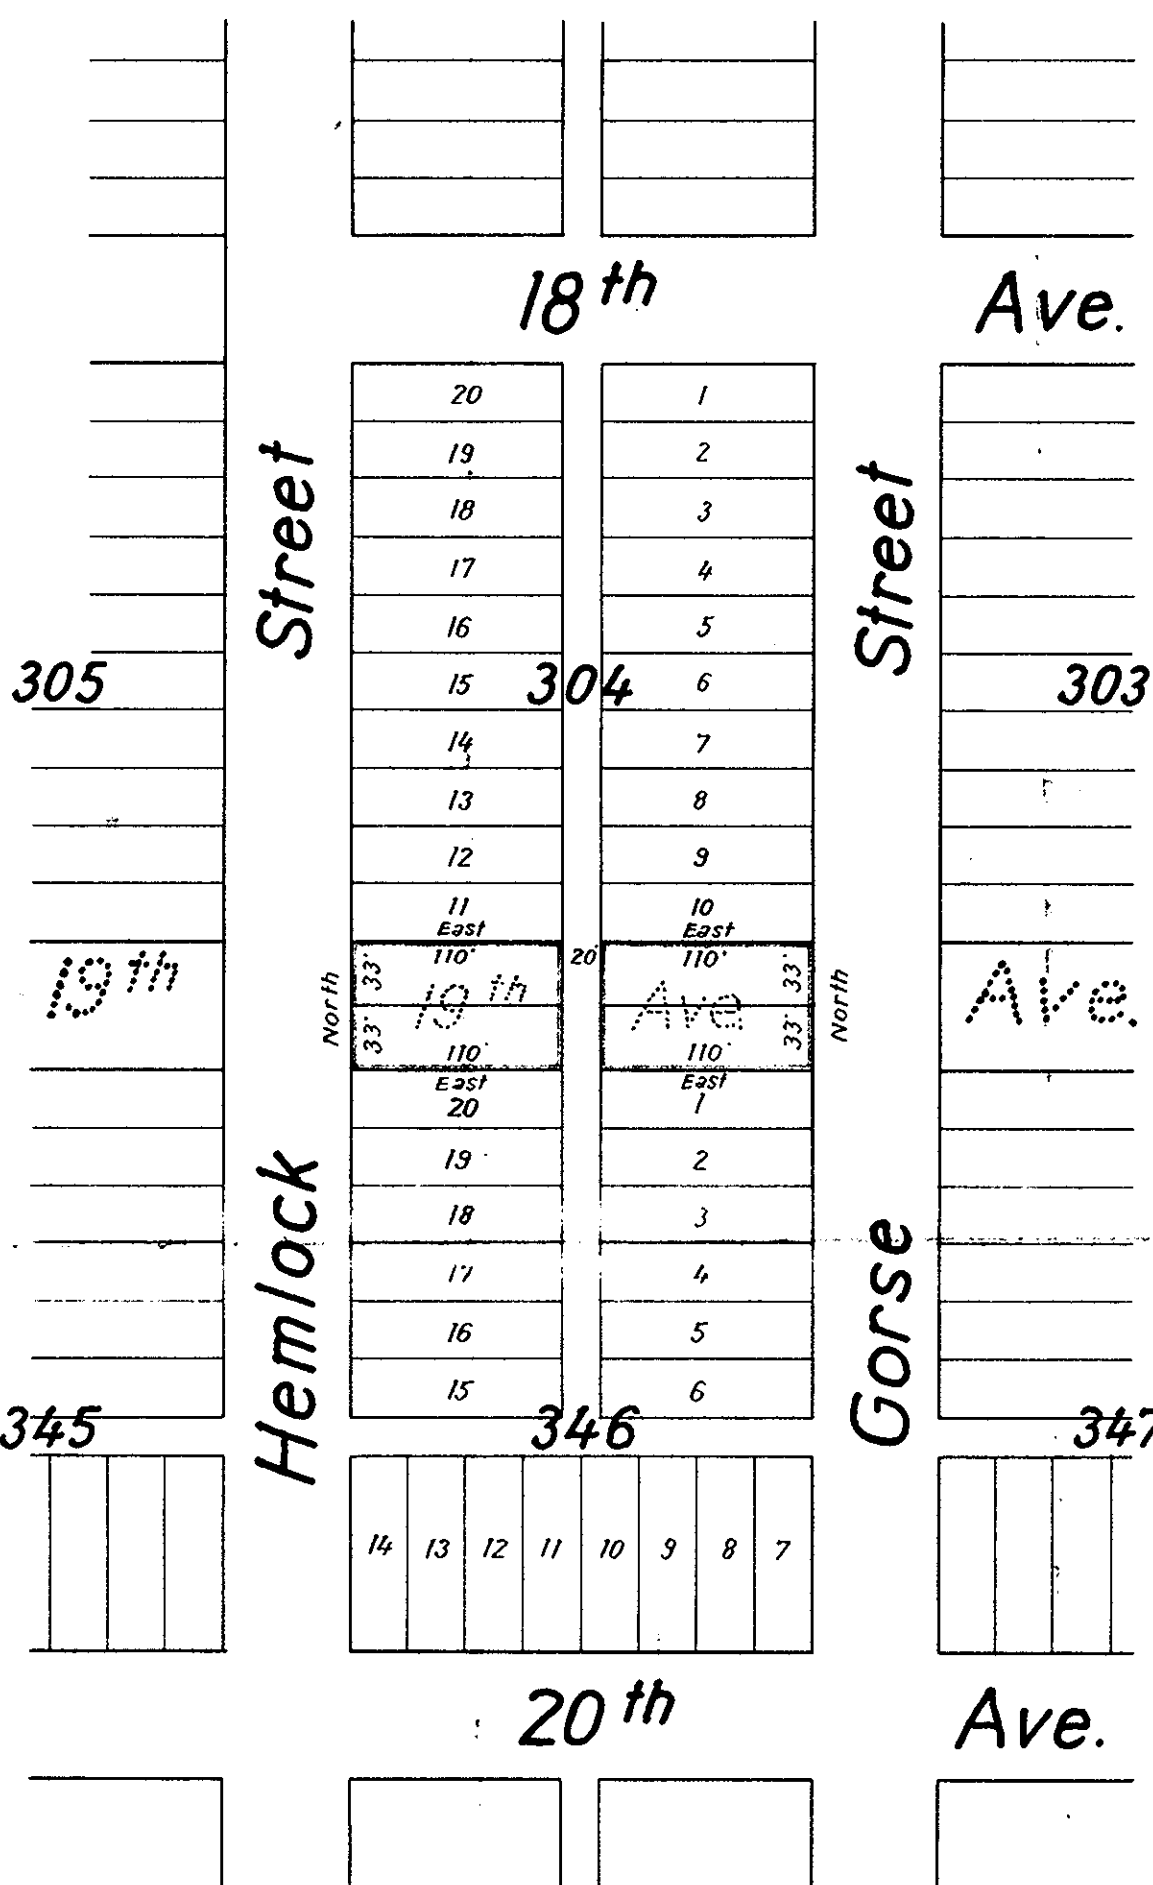 18th Ave.
Street
Street
20 1
19 2
18 3
17 4
16 5
305 15 304 6 303
14 7
13 8
12 9
11 10
East East
110' 20' 110'
33' 33'
19th 19th Ave Ave.
North North
33' 33'
110' 110'
East East
20 1
19 2
18 3
17 4
16 5
15 6
Hemlock
Gorse
345 346 347
14 13 12 11 10 9 8 7
20th Ave.